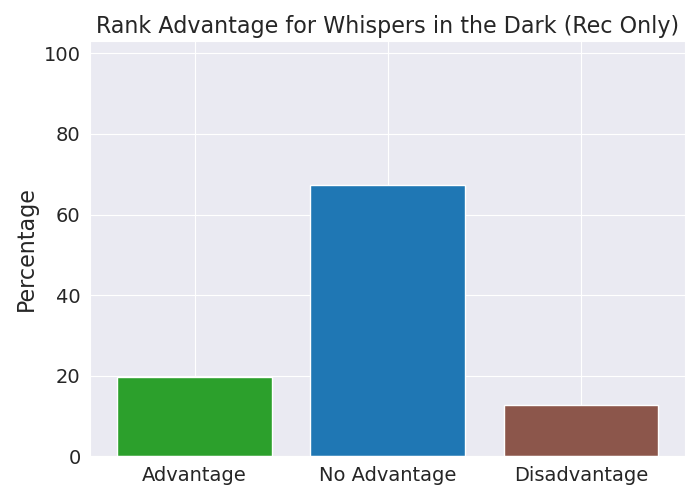 Rank Advantage for Whispers in the Dark (Rec Only)
Percentage
100
80
60
40
20
0
Advantage
No Advantage
Disadvantage